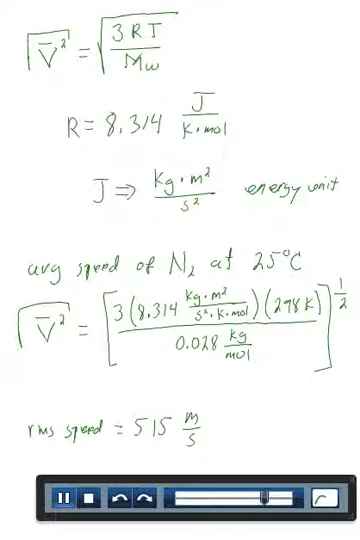 √V̅² = √(3RT / Mw)
R = 8.314 J / K·mol
J ⇒ kg·m² / s² energy unit
avg speed of N₂ at 25°C
√V̅² = [3(8.314 kg·m² / s²·K·mol)(298K) / 0.028 kg / mol]^1/2
rms speed = 515 m / s